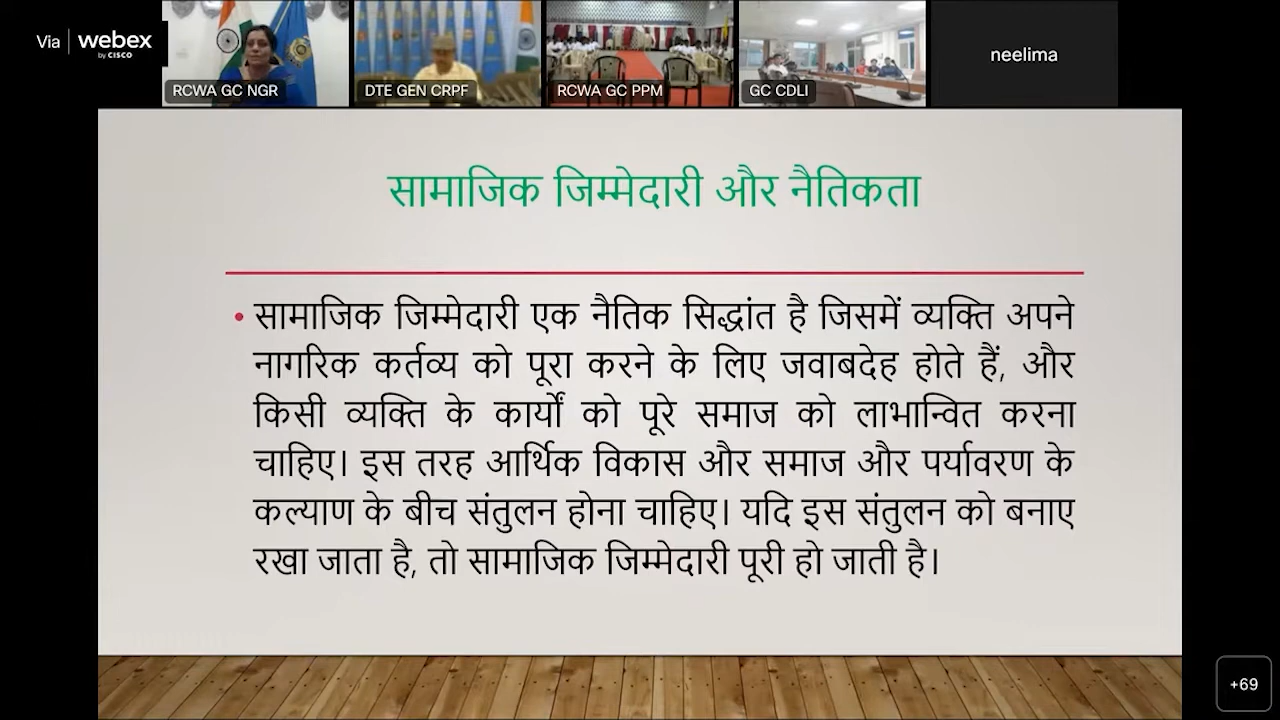 Via webex
by CISCO
RCWA GC NGR
DTE GEN CRPF
RCWA GC PPM
GC CDLI
neelima
सामाजिक जिम्मेदारी और नैतिकता
• सामाजिक जिम्मेदारी एक नैतिक सिद्धांत है जिसमें व्यक्ति अपने
नागरिक कर्तव्य को पूरा करने के लिए जवाबदेह होते हैं, और
किसी व्यक्ति के कार्यों को पूरे समाज को लाभान्वित करना
चाहिए। इस तरह आर्थिक विकास और समाज और पर्यावरण के
कल्याण के बीच संतुलन होना चाहिए। यदि इस संतुलन को बनाए
रखा जाता है, तो सामाजिक जिम्मेदारी पूरी हो जाती है।
+69